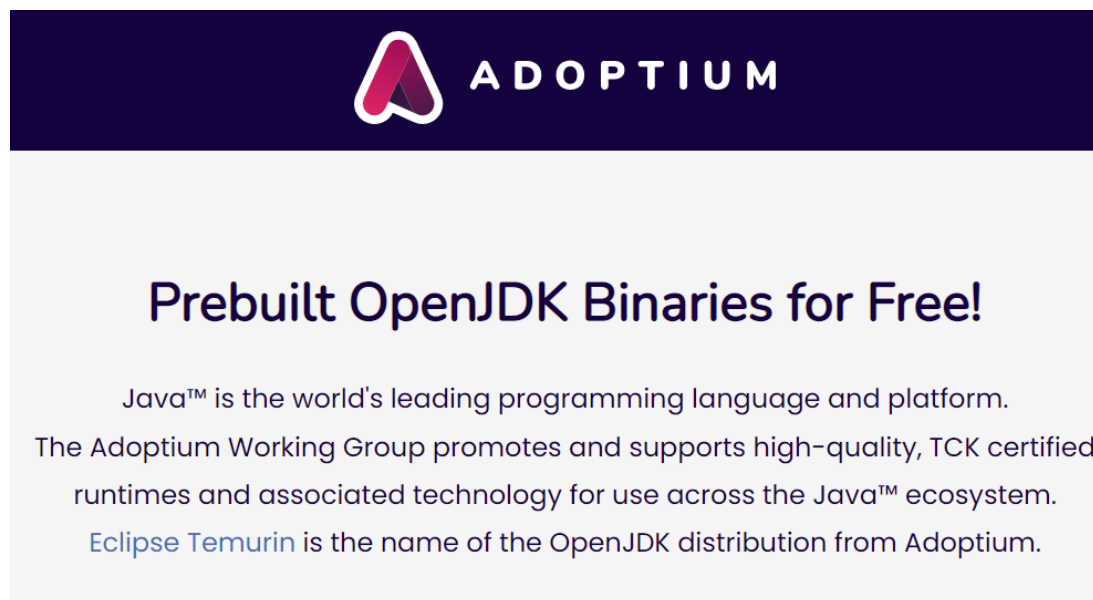 ADOPTIUM
Prebuilt OpenJDK Binaries for Free!
Java™ is the world's leading programming language and platform.
The Adoptium Working Group promotes and supports high-quality, TCK certified
runtimes and associated technology for use across the Java™ ecosystem.
Eclipse Temurin is the name of the OpenJDK distribution from Adoptium.